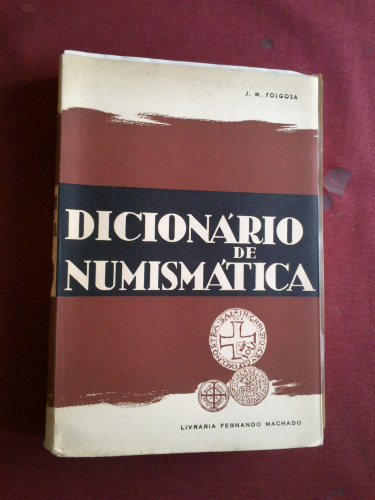 J. M. FOLGOSA
DICIONÁRIO
DE
NUMISMÁTICA
LIVRARIA FERNANDO MACHADO